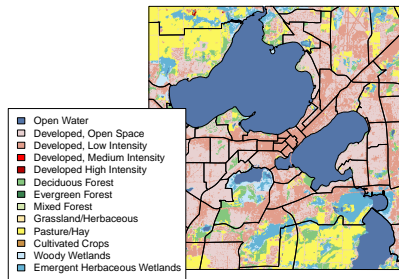 Open Water
Developed, Open Space
Developed, Low Intensity
Developed, Medium Intensity
Developed High Intensity
Deciduous Forest
Evergreen Forest
Mixed Forest
Grassland/Herbaceous
Pasture/Hay
Cultivated Crops
Woody Wetlands
Emergent Herbaceous Wetlands